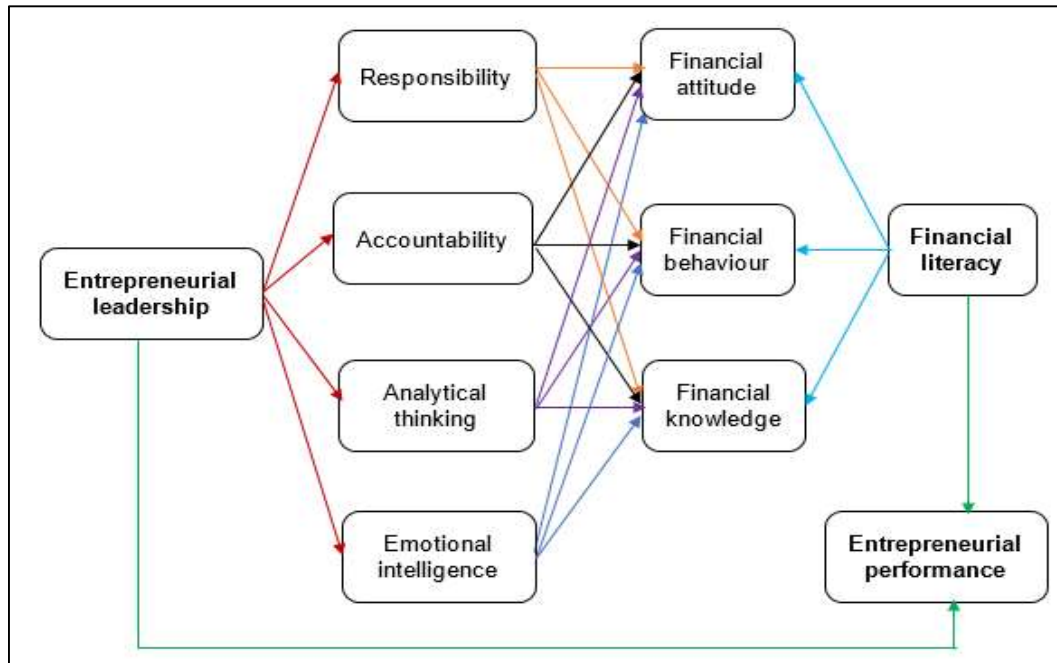 Responsibility
Financial
attitude
Accountability
Financial
behaviour
Financial
literacy
Entrepreneurial
leadership
Analytical
thinking
Financial
knowledge
Emotional
intelligence
Entrepreneurial
performance